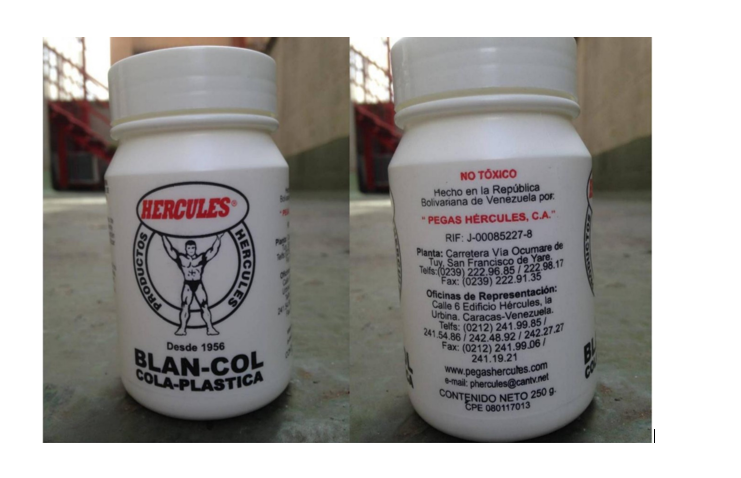 HERCULES®
PRODUCTOS HERCULES
Desde 1956
BLAN-COL
COLA-PLASTICA
NO TÓXICO
Hecho en la República
Bolivariana de Venezuela por:
" PEGAS HÉRCULES, C.A."
RIF: J-00085227-8
Planta: Carretera Vía Ocumare de
Tuy, San Francisco de Yare.
Telfs:(0239) 222.96.85 / 222.98.17
Fax: (0239) 222.91.35
Oficinas de Representación:
Calle 6 Edificio Hércules, la
Urbina. Caracas-Venezuela.
Telfs: (0212) 241.99.85 /
241.54.86 / 242.48.92 / 242.27.27
Fax: (0212) 241.99.06 /
241.19.21
www.pegashercules.com
e-mail: phercules@cantv.net
CONTENIDO NETO 250 g.
CPE 080117013